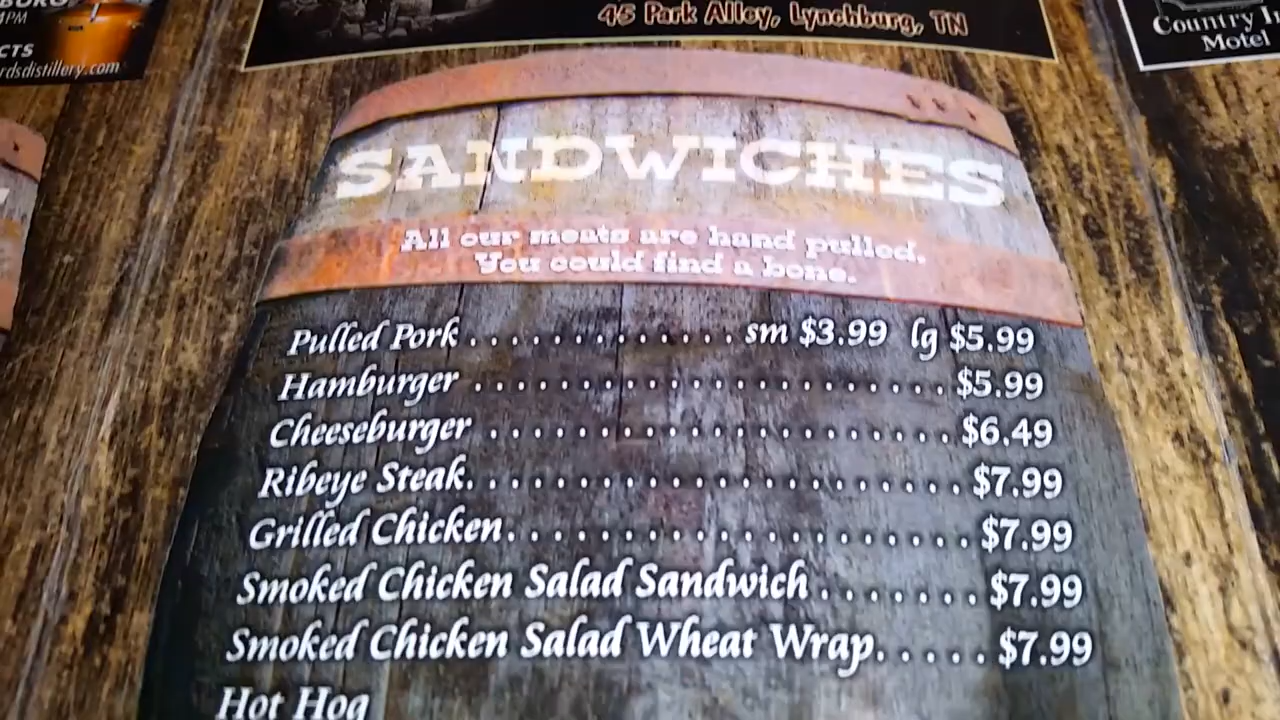 4PM
CTS
rdsdistillery.com
45 Park Alley, Lynchburg, TN
Country
Motel
SANDWICHES
All our meats are hand pulled.
You could find a bone.
Pulled Pork . . . . . . . . . . . . . sm $3.99 lg $5.99
Hamburger . . . . . . . . . . . . . . . . . . . . . . $5.99
Cheeseburger . . . . . . . . . . . . . . . . . . . . . $6.49
Ribeye Steak. . . . . . . . . . . . . . . . . . . . . . $7.99
Grilled Chicken. . . . . . . . . . . . . . . . . . . . $7.99
Smoked Chicken Salad Sandwich . . . . . . . $7.99
Smoked Chicken Salad Wheat Wrap. . . . . $7.99
Hot Hog